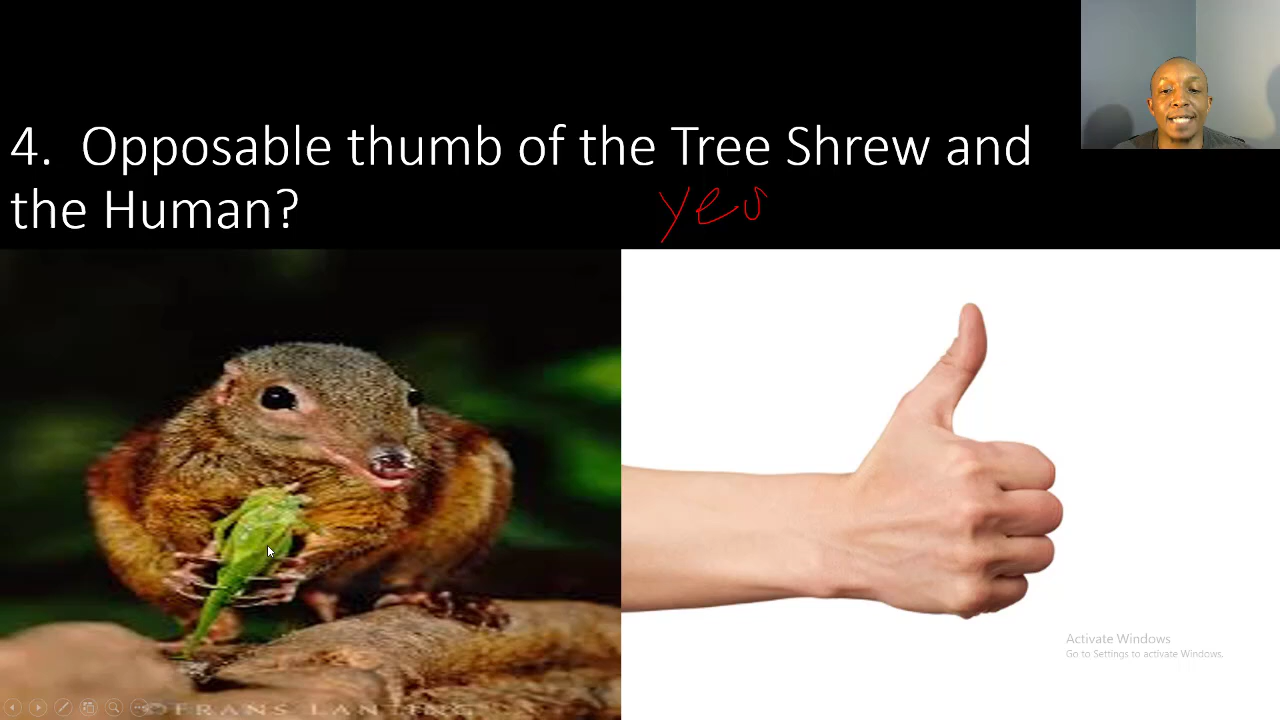 4. Opposable thumb of the Tree Shrew and
the Human?
yes
Activate Windows
Go to Settings to activate Windows.
©FRANS LANTING